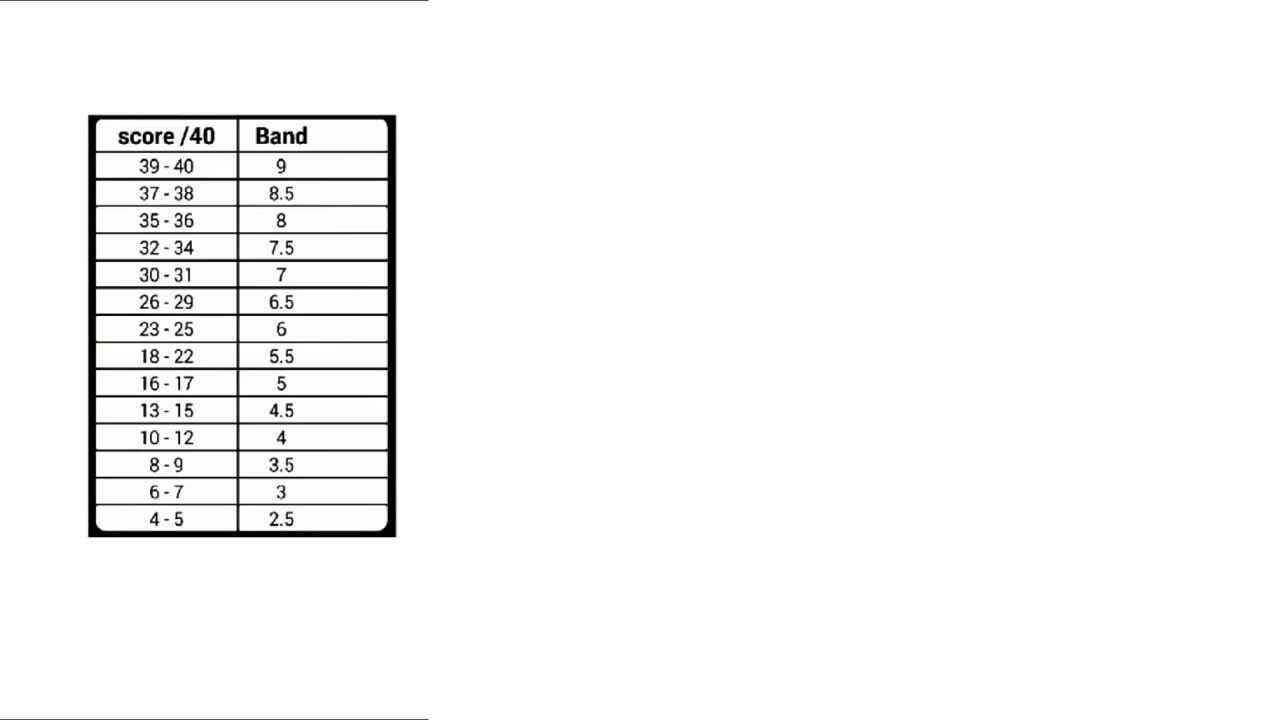 score /40 Band
39 - 40 9
37 - 38 8.5
35 - 36 8
32 - 34 7.5
30 - 31 7
26 - 29 6.5
23 - 25 6
18 - 22 5.5
16 - 17 5
13 - 15 4.5
10 - 12 4
8 - 9 3.5
6 - 7 3
4 - 5 2.5